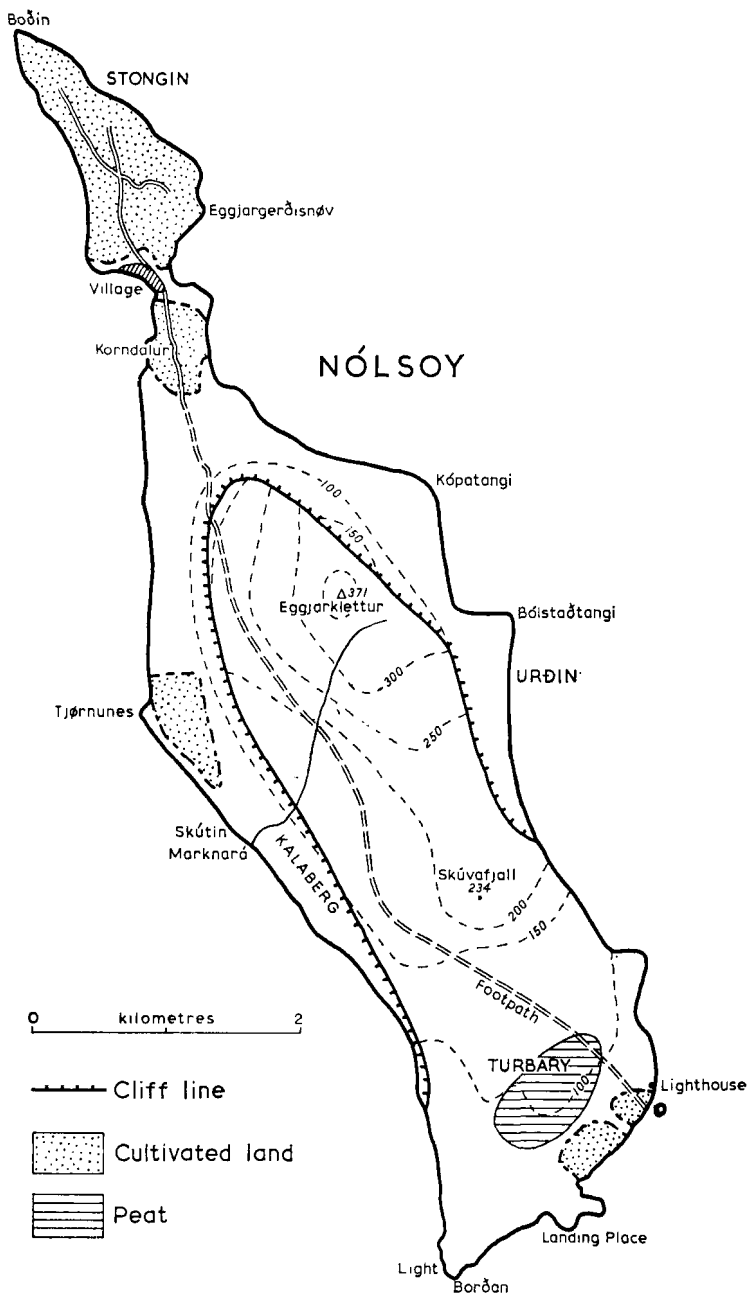 Boðin
STONGIN
Eggjargerðisnøv
Village
Korndalur
NÓLSOY
Kópatangi
100
150
Δ371
Eggjarklettur
Bóistaðtangi
URÐIN
300
250
Tjørnunes
Skútin
Marknará
KALABERG
Skúvafjall
234
200
150
Footpath
TURBARY
100
Lighthouse
0 kilometres 2
Cliff line
Cultivated land
Peat
Landing Place
Light
Borðan